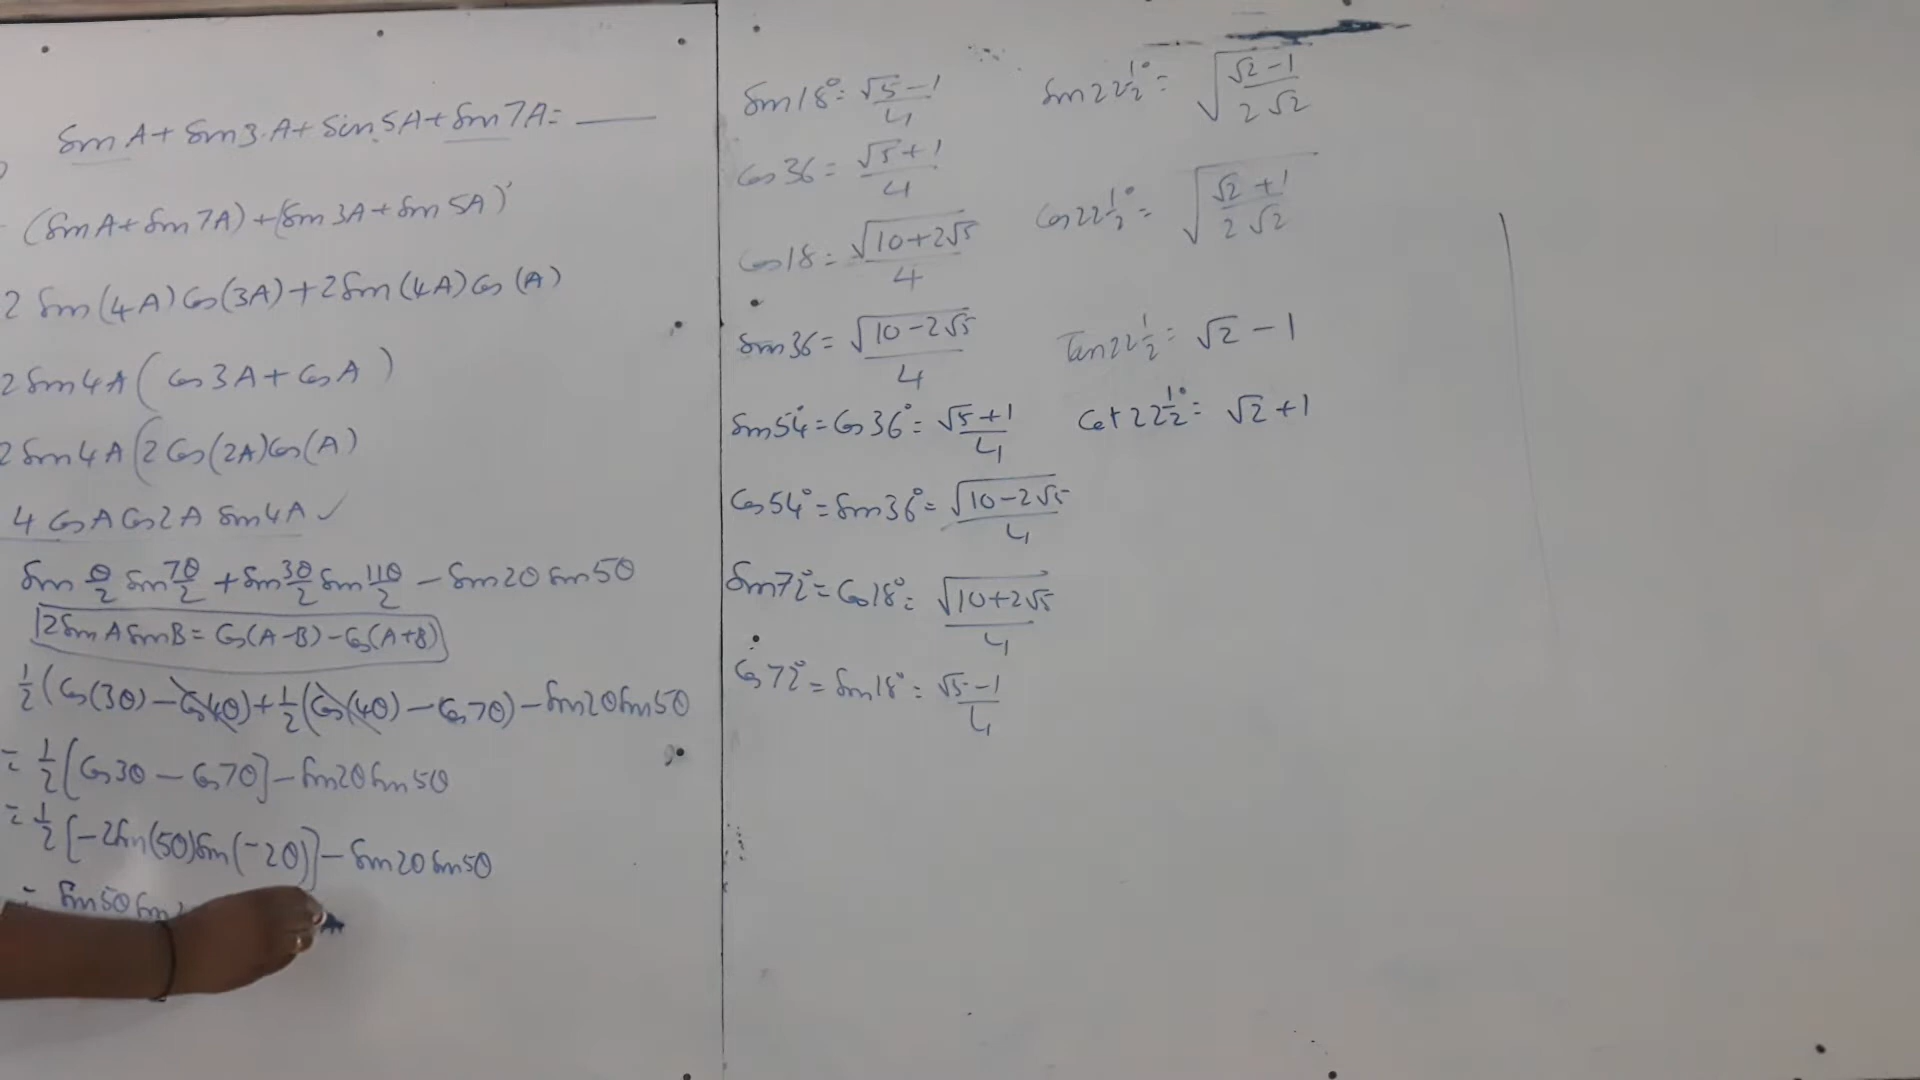 Sin A + Sin 3A + Sin 5A + Sin 7A = ____
(Sin A + Sin 7A) + (Sin 3A + Sin 5A)
2 Sin(4A) Cos(3A) + 2 Sin(4A) Cos(A)
2 Sin 4A (Cos 3A + Cos A)
2 Sin 4A (2 Cos(2A) Cos(A)
4 Cos A Cos 2A Sin 4A ✓
Sin θ/2 Sin 7θ/2 + Sin 3θ/2 Sin 11θ/2 − Sin 2θ Sin 5θ
2 Sin A Sin B = Cos(A−B) − Cos(A+B)
1/2 (Cos(3θ) − Cos 4θ) + 1/2 (Cos(4θ) − Cos 7θ) − Sin 2θ Sin 5θ
= 1/2 [Cos 3θ − Cos 7θ] − Sin 2θ Sin 5θ
= 1/2 [−2 Sin(5θ) Sin(−2θ)] − Sin 2θ Sin 5θ
= Sin 5θ Sin
Sin 18° = √5 − 1 / 4
Cos 36 = √5 + 1 / 4
Cos 18 = √(10 + 2√5) / 4
Sin 36 = √(10 − 2√5) / 4
Sin 54° = Cos 36° = √5 + 1 / 4
Cos 54° = Sin 36° = √(10 − 2√5) / 4
Sin 72° = Cos 18° = √(10 + 2√5) / 4
Cos 72° = Sin 18° = √5 − 1 / 4
Sin 22 1/2° = √(√2 − 1 / 2√2)
Cos 22 1/2° = √(√2 + 1 / 2√2)
Tan 22 1/2 = √2 − 1
Cot 22 1/2° = √2 + 1